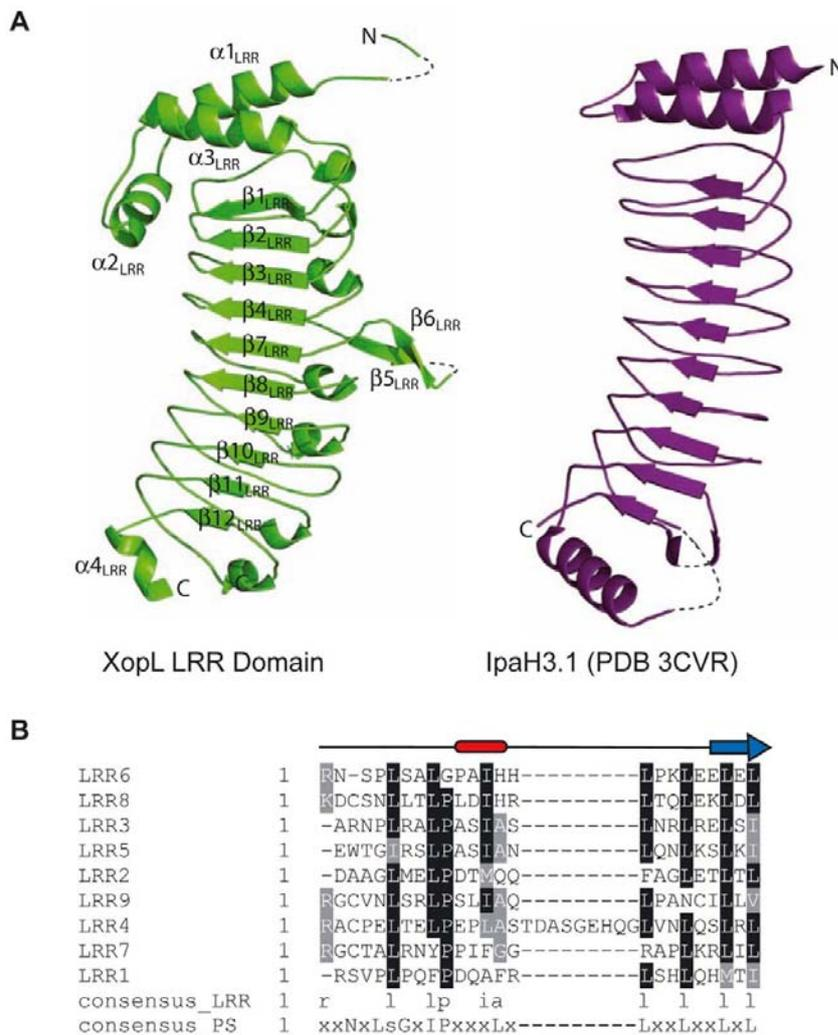 A
N
α1LRR
N
α3LRR
β1LRR
β2LRR
α2LRR
β3LRR
β4LRR
β6LRR
β7LRR
β5LRR
β8LRR
β9LRR
β10LRR
β11LRR
β12LRR
C
α4LRR
C
XopL LRR Domain
IpaH3.1 (PDB 3CVR)
B
LRR6 1 RN-SPLSALGPAIHH---------LPKLEELEL
LRR8 1 KDCSNLLTLPLDIHR---------LTQLEKLDL
LRR3 1 -ARNPLRALPASIAS---------LNRLRELSI
LRR5 1 -EWTGIRSLPASIAN---------LQNLKSLKI
LRR2 1 -DAAGLMELPDTMQQ---------FAGLETLTL
LRR9 1 RGCVNLSRLPSLIAQ---------LPANCILLV
LRR4 1 RACPELTELPEPLASTDASGEHQGLVNLQSLRL
LRR7 1 RGCTALRNYPPIFGG---------RAPLKRLIL
LRR1 1 -RSVPLPQFPDQAFR---------LSHLQHMTI
consensus_LRR 1 r l lp ia l l l l
consensus_PS 1 xxNxLsGxIPxxxLx---------LxxLxxLxL